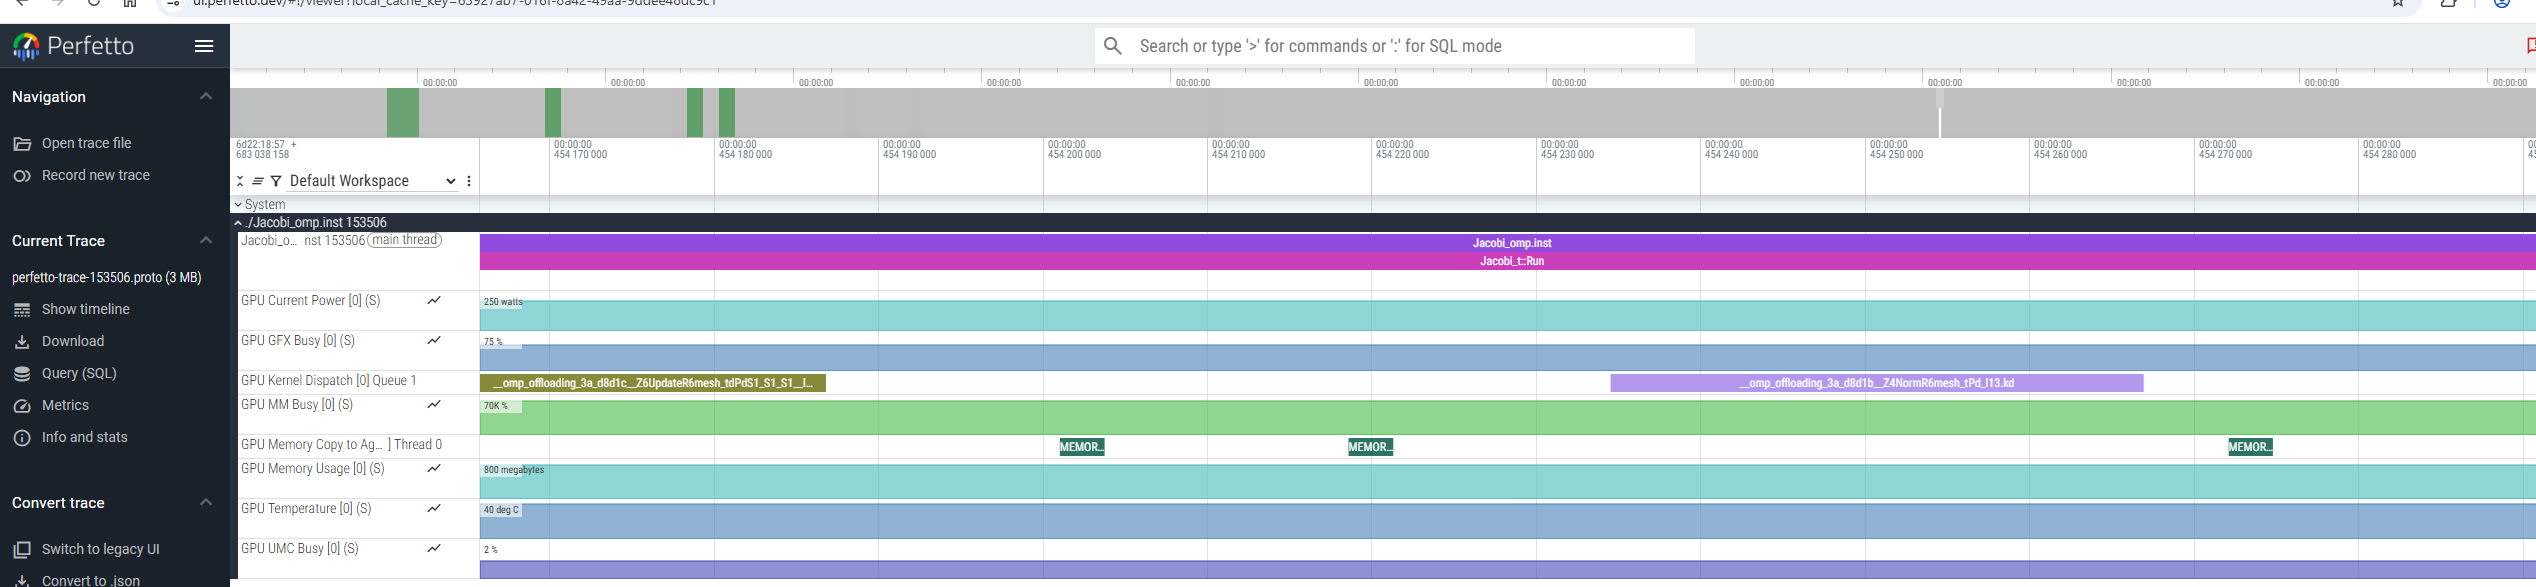 ui.perfetto.dev/#!/viewer?local_cache_key=
Perfetto
Search or type '>' for commands or ':' for SQL mode
00:00:00 00:00:00 00:00:00 00:00:00 00:00:00 00:00:00 00:00:00 00:00:00 00:00:00 00:00:00 00:00:00 00:00:00
Navigation
Open trace file
Record new trace
Current Trace
perfetto-trace-153506.proto (3 MB)
Show timeline
Download
Query (SQL)
Metrics
Info and stats
Convert trace
Switch to legacy UI
Convert to .json
6d22:18:57 +
683 038 158
00:00:00 00:00:00 00:00:00 00:00:00 00:00:00 00:00:00 00:00:00 00:00:00 00:00:00 00:00:00 00:00:00 00:00:00
454 170 000 454 180 000 454 190 000 454 200 000 454 210 000 454 220 000 454 230 000 454 240 000 454 250 000 454 260 000 454 270 000 454 280 000
Default Workspace
System
./Jacobi_omp.inst 153506
Jacobi_o... nst 153506 main thread
Jacobi_omp.inst
Jacobi_t::Run
GPU Current Power [0] (S)
250 watts
GPU GFX Busy [0] (S)
75 %
GPU Kernel Dispatch [0] Queue 1
__omp_offloading_3a_d8d1c__Z6UpdateR6mesh_tdPdS1_S1_S1__l...
__omp_offloading_3a_d8d1b__Z4NormR6mesh_tPd_l13.kd
GPU MM Busy [0] (S)
70K %
GPU Memory Copy to Ag... ] Thread 0
MEMOR... MEMOR... MEMOR...
GPU Memory Usage [0] (S)
800 megabytes
GPU Temperature [0] (S)
40 deg C
GPU UMC Busy [0] (S)
2 %